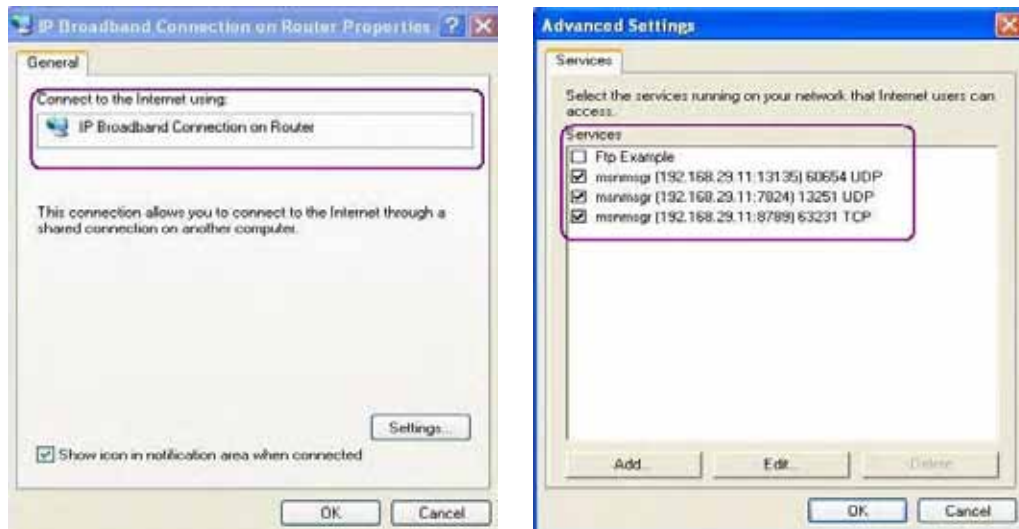 IP Broadband Connection on Router Properties
General
Connect to the Internet using:
IP Broadband Connection on Router
This connection allows you to connect to the Internet through a
shared connection on another computer.
Settings...
Show icon in notification area when connected
OK
Cancel
Advanced Settings
Services
Select the services running on your network that Internet users can
access.
Services
Ftp Example
msnmsgr (192.168.29.11:13135) 60654 UDP
msnmsgr (192.168.29.11:7824) 13251 UDP
msnmsgr (192.168.29.11:8789) 63231 TCP
Add...
Edit...
Delete
OK
Cancel